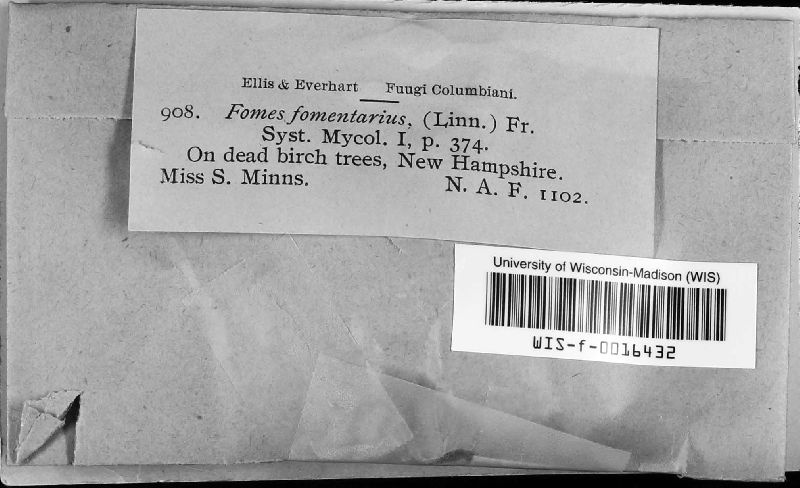 Ellis & Everhart Fungi Columbiani.
908. Fomes fomentarius, (Linn.) Fr.
Syst. Mycol. I, p. 374.
On dead birch trees, New Hampshire.
Miss S. Minns. N. A. F. 1102.
University of Wisconsin-Madison (WIS)
WIS-f-0016432